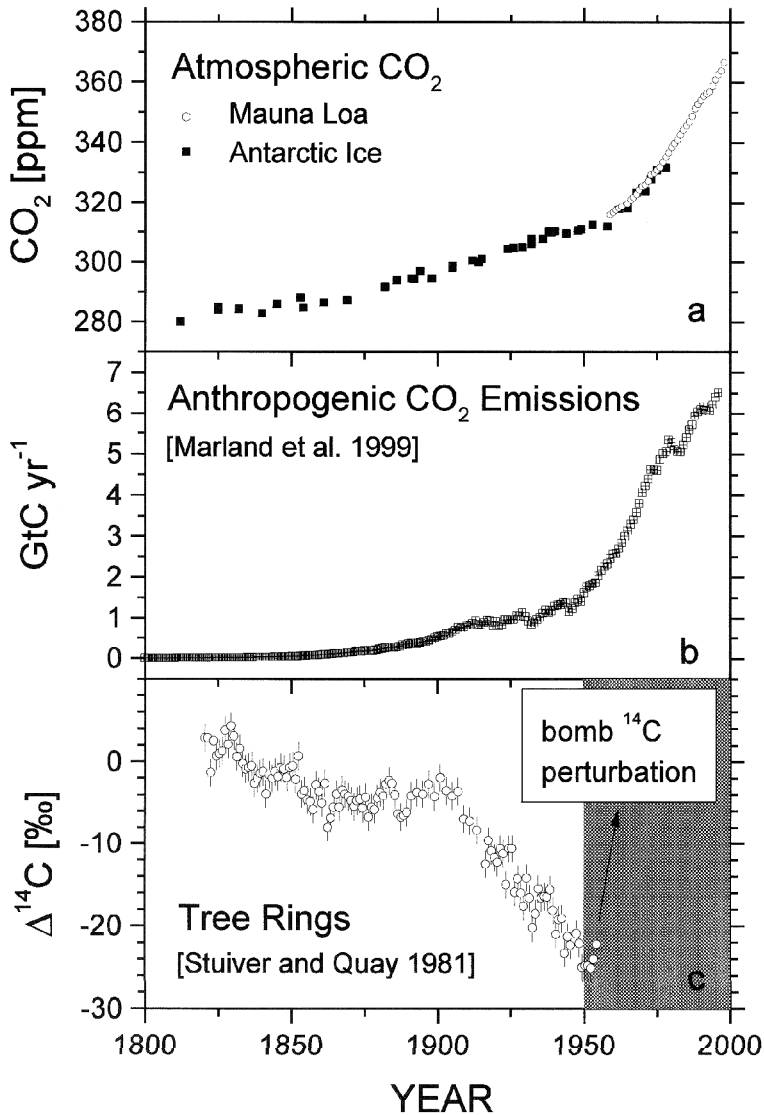 380
360
340
320
300
280
CO₂ [ppm]
Atmospheric CO₂
Mauna Loa
Antarctic Ice
a
7
6
5
4
3
2
1
0
GtC yr⁻¹
Anthropogenic CO₂ Emissions
[Marland et al. 1999]
b
0
-10
-20
-30
Δ¹⁴C [‰]
bomb ¹⁴C
perturbation
Tree Rings
[Stuiver and Quay 1981]
c
1800 1850 1900 1950 2000
YEAR